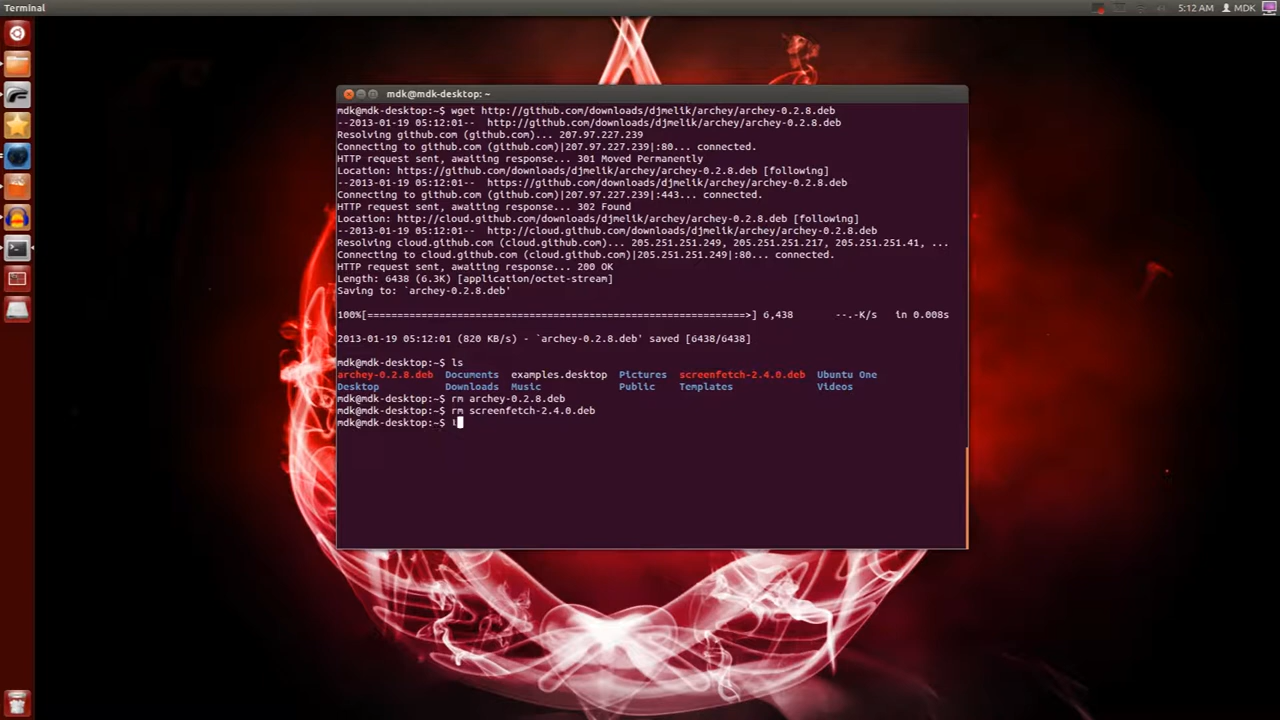 Terminal
5:12 AM MDK
mdk@mdk-desktop: ~
mdk@mdk-desktop:~$ wget http://github.com/downloads/djmelik/archey/archey-0.2.8.deb
--2013-01-19 05:12:01--  http://github.com/downloads/djmelik/archey/archey-0.2.8.deb
Resolving github.com (github.com)... 207.97.227.239
Connecting to github.com (github.com)|207.97.227.239|:80... connected.
HTTP request sent, awaiting response... 301 Moved Permanently
Location: https://github.com/downloads/djmelik/archey/archey-0.2.8.deb [following]
--2013-01-19 05:12:01--  https://github.com/downloads/djmelik/archey/archey-0.2.8.deb
Connecting to github.com (github.com)|207.97.227.239|:443... connected.
HTTP request sent, awaiting response... 302 Found
Location: http://cloud.github.com/downloads/djmelik/archey/archey-0.2.8.deb [following]
--2013-01-19 05:12:01--  http://cloud.github.com/downloads/djmelik/archey/archey-0.2.8.deb
Resolving cloud.github.com (cloud.github.com)... 205.251.251.249, 205.251.251.217, 205.251.251.41, ...
Connecting to cloud.github.com (cloud.github.com)|205.251.251.249|:80... connected.
HTTP request sent, awaiting response... 200 OK
Length: 6438 (6.3K) [application/octet-stream]
Saving to: `archey-0.2.8.deb'
100%[===============================================================>] 6,438       --.-K/s   in 0.008s
2013-01-19 05:12:01 (820 KB/s) - `archey-0.2.8.deb' saved [6438/6438]
mdk@mdk-desktop:~$ ls
archey-0.2.8.deb  Documents  examples.desktop  Pictures  screenfetch-2.4.0.deb  Ubuntu One
Desktop           Downloads  Music             Public    Templates              Videos
mdk@mdk-desktop:~$ rm archey-0.2.8.deb
mdk@mdk-desktop:~$ rm screenfetch-2.4.0.deb
mdk@mdk-desktop:~$ l